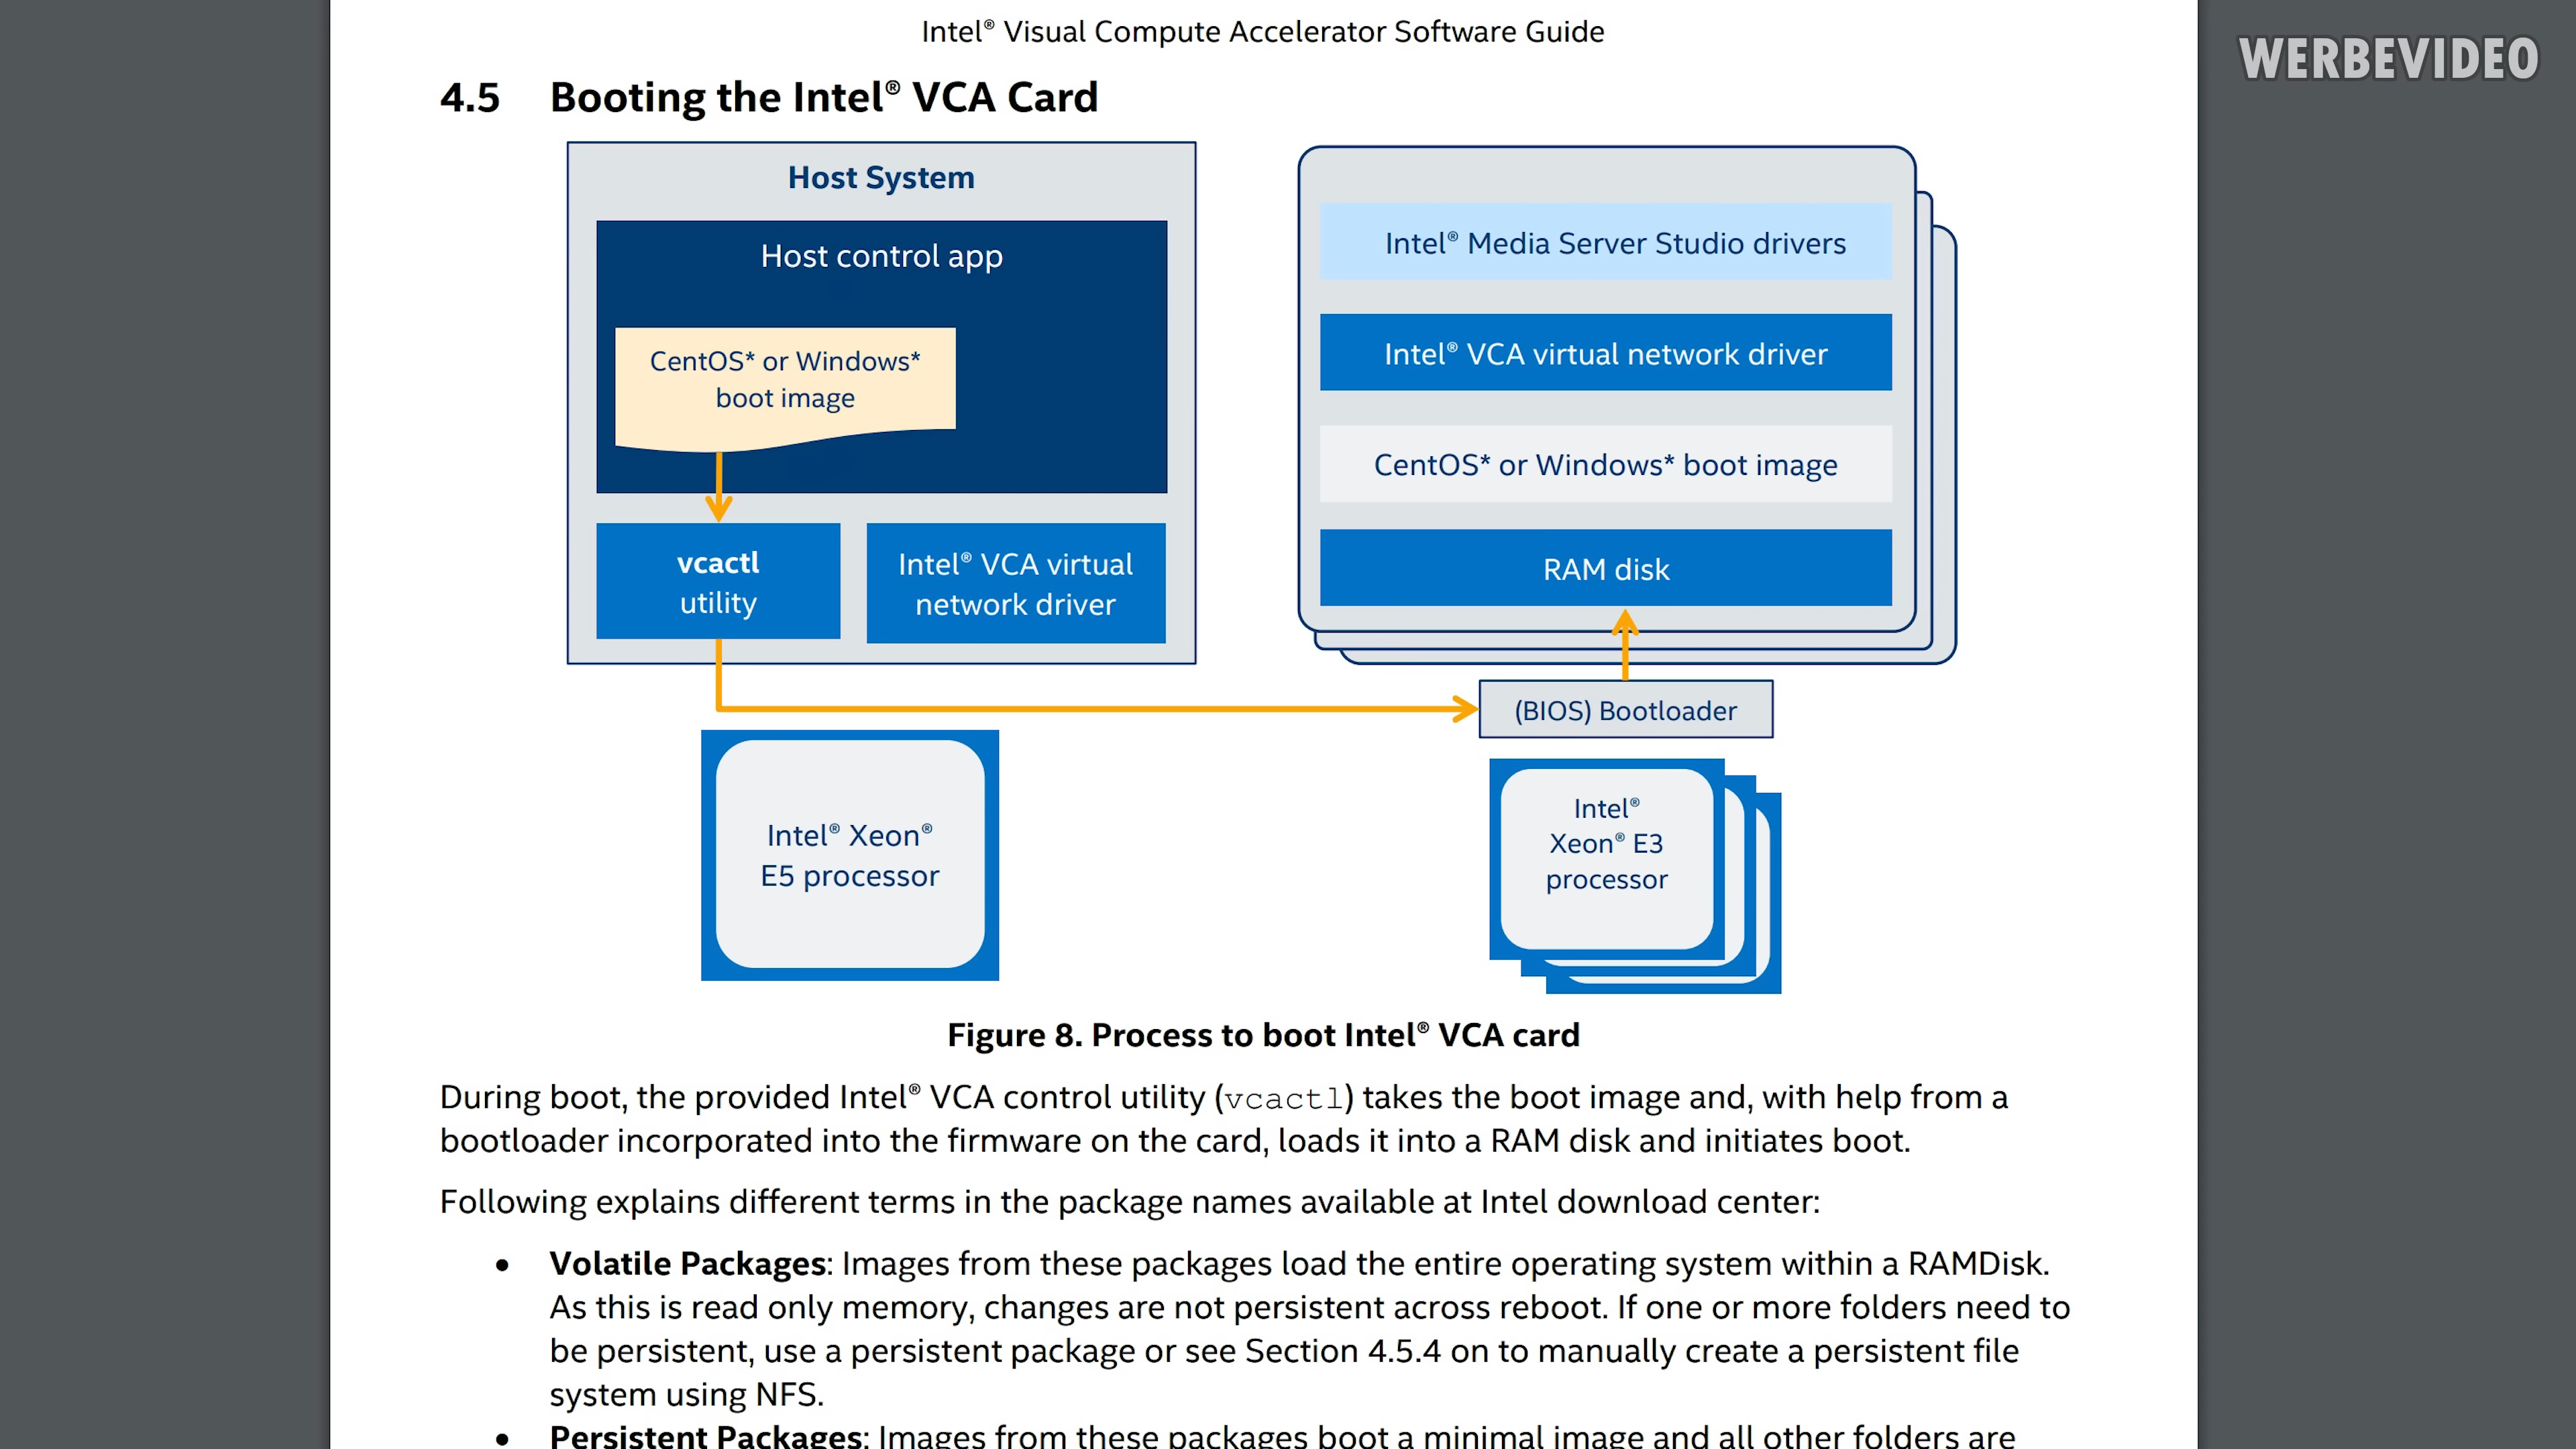 Intel® Visual Compute Accelerator Software Guide
WERBEVIDEO
4.5 Booting the Intel® VCA Card
Host System
Host control app
CentOS* or Windows*
boot image
vcactl
utility
Intel® VCA virtual
network driver
Intel® Media Server Studio drivers
Intel® VCA virtual network driver
CentOS* or Windows* boot image
RAM disk
(BIOS) Bootloader
Intel® Xeon®
E5 processor
Intel®
Xeon® E3
processor
Figure 8. Process to boot Intel® VCA card
During boot, the provided Intel® VCA control utility (vcactl) takes the boot image and, with help from a
bootloader incorporated into the firmware on the card, loads it into a RAM disk and initiates boot.
Following explains different terms in the package names available at Intel download center:
• Volatile Packages: Images from these packages load the entire operating system within a RAMDisk.
As this is read only memory, changes are not persistent across reboot. If one or more folders need to
be persistent, use a persistent package or see Section 4.5.4 on to manually create a persistent file
system using NFS.
• Persistent Packages: Images from these packages boot a minimal image and all other folders are